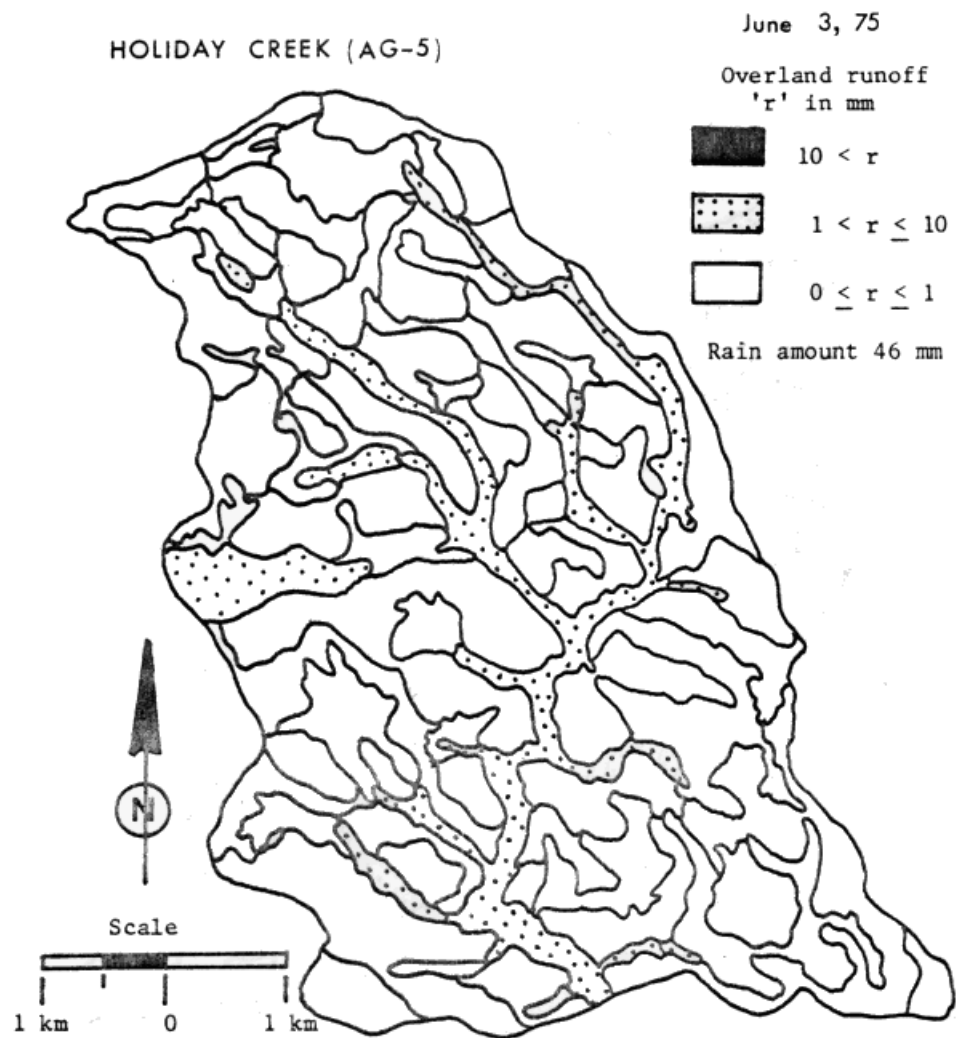 HOLIDAY CREEK (AG-5)
June 3, 75
Overland runoff
'r' in mm
10 < r
1 < r ≤ 10
0 ≤ r ≤ 1
Rain amount 46 mm
N
Scale
1 km 0 1 km